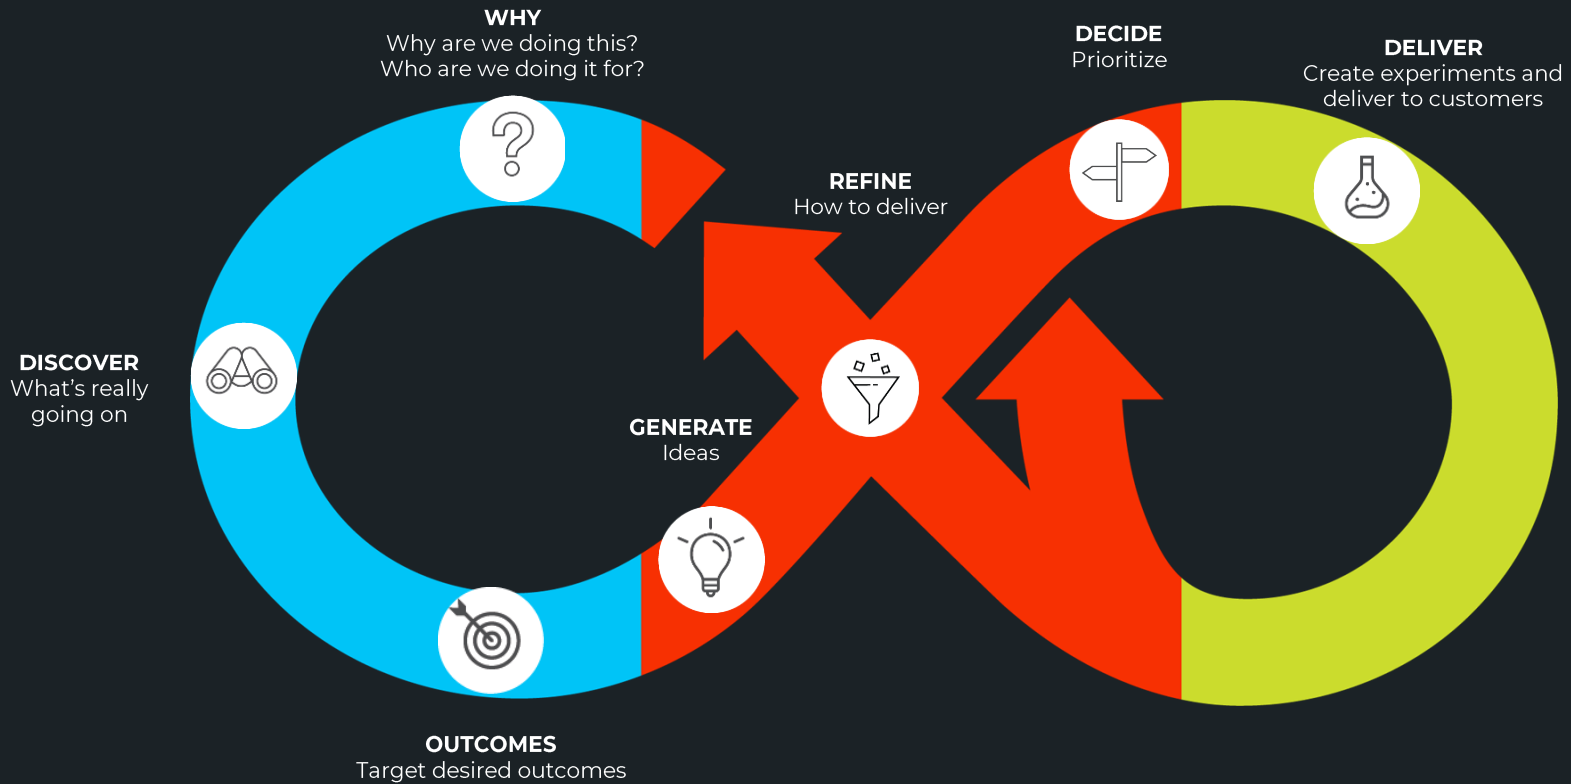 WHY
Why are we doing this?
Who are we doing it for?
DECIDE
Prioritize
DELIVER
Create experiments and
deliver to customers
REFINE
How to deliver
DISCOVER
What’s really
going on
GENERATE
Ideas
OUTCOMES
Target desired outcomes